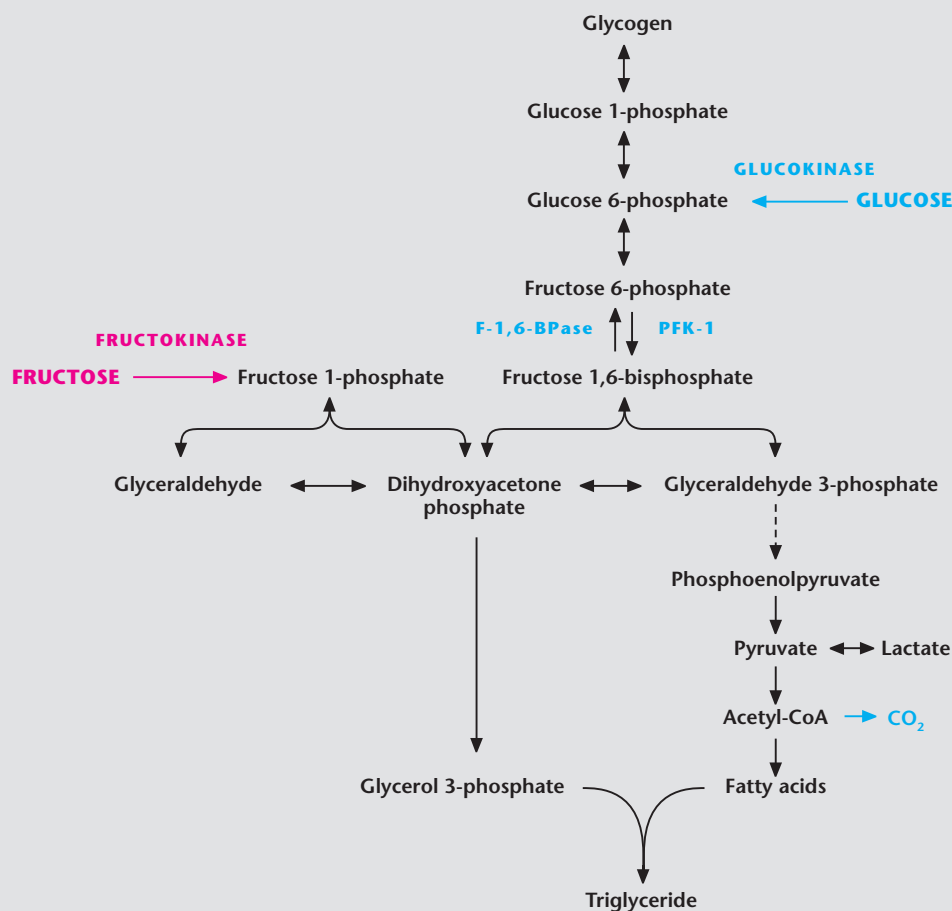 Glycogen
Glucose 1-phosphate
GLUCOKINASE
Glucose 6-phosphate
GLUCOSE
Fructose 6-phosphate
F-1,6-BPase
PFK-1
FRUCTOKINASE
FRUCTOSE
Fructose 1-phosphate
Fructose 1,6-bisphosphate
Glyceraldehyde
Dihydroxyacetone
phosphate
Glyceraldehyde 3-phosphate
Phosphoenolpyruvate
Pyruvate
Lactate
Acetyl-CoA
CO₂
Glycerol 3-phosphate
Fatty acids
Triglyceride